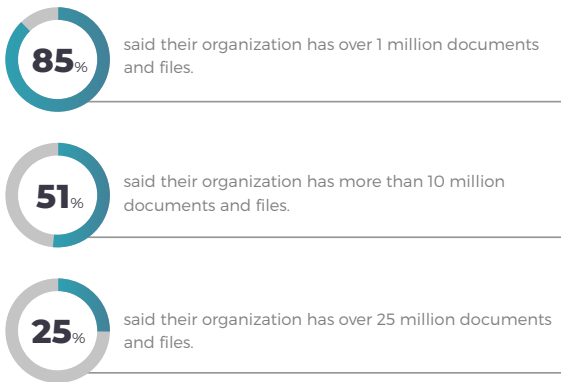 85%
said their organization has over 1 million documents
and files.
51%
said their organization has more than 10 million
documents and files.
25%
said their organization has over 25 million documents
and files.